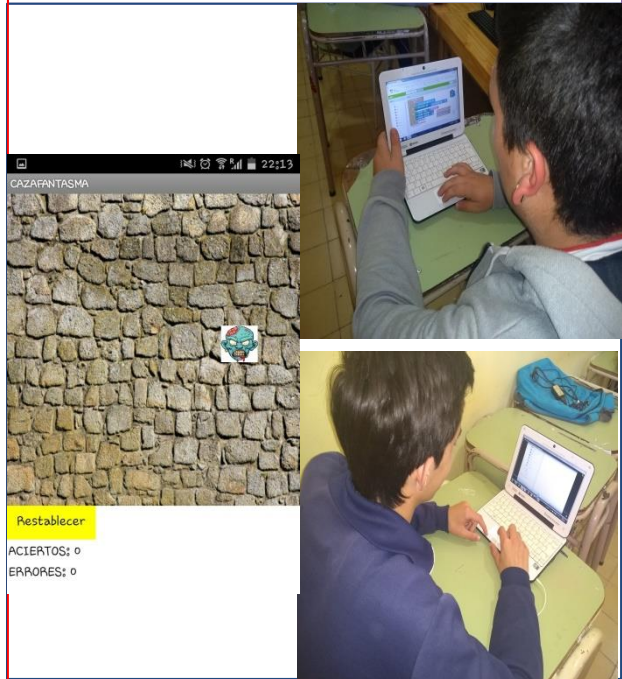 22:13
CAZAFANTASMA
Restablecer
ACIERTOS: 0
ERRORES: 0